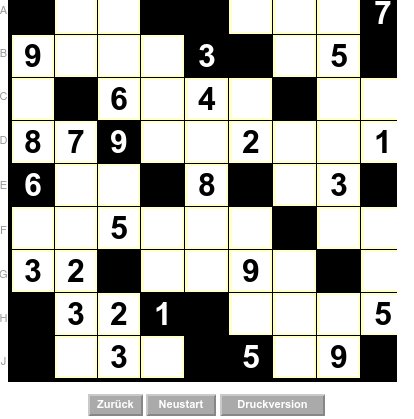 A 7
B 9 3 5
C 6 4
D 8 7 9 2 1
E 6 8 3
F 5
G 3 2 9
H 3 2 1 5
J 3 5 9
Zurück Neustart Druckversion